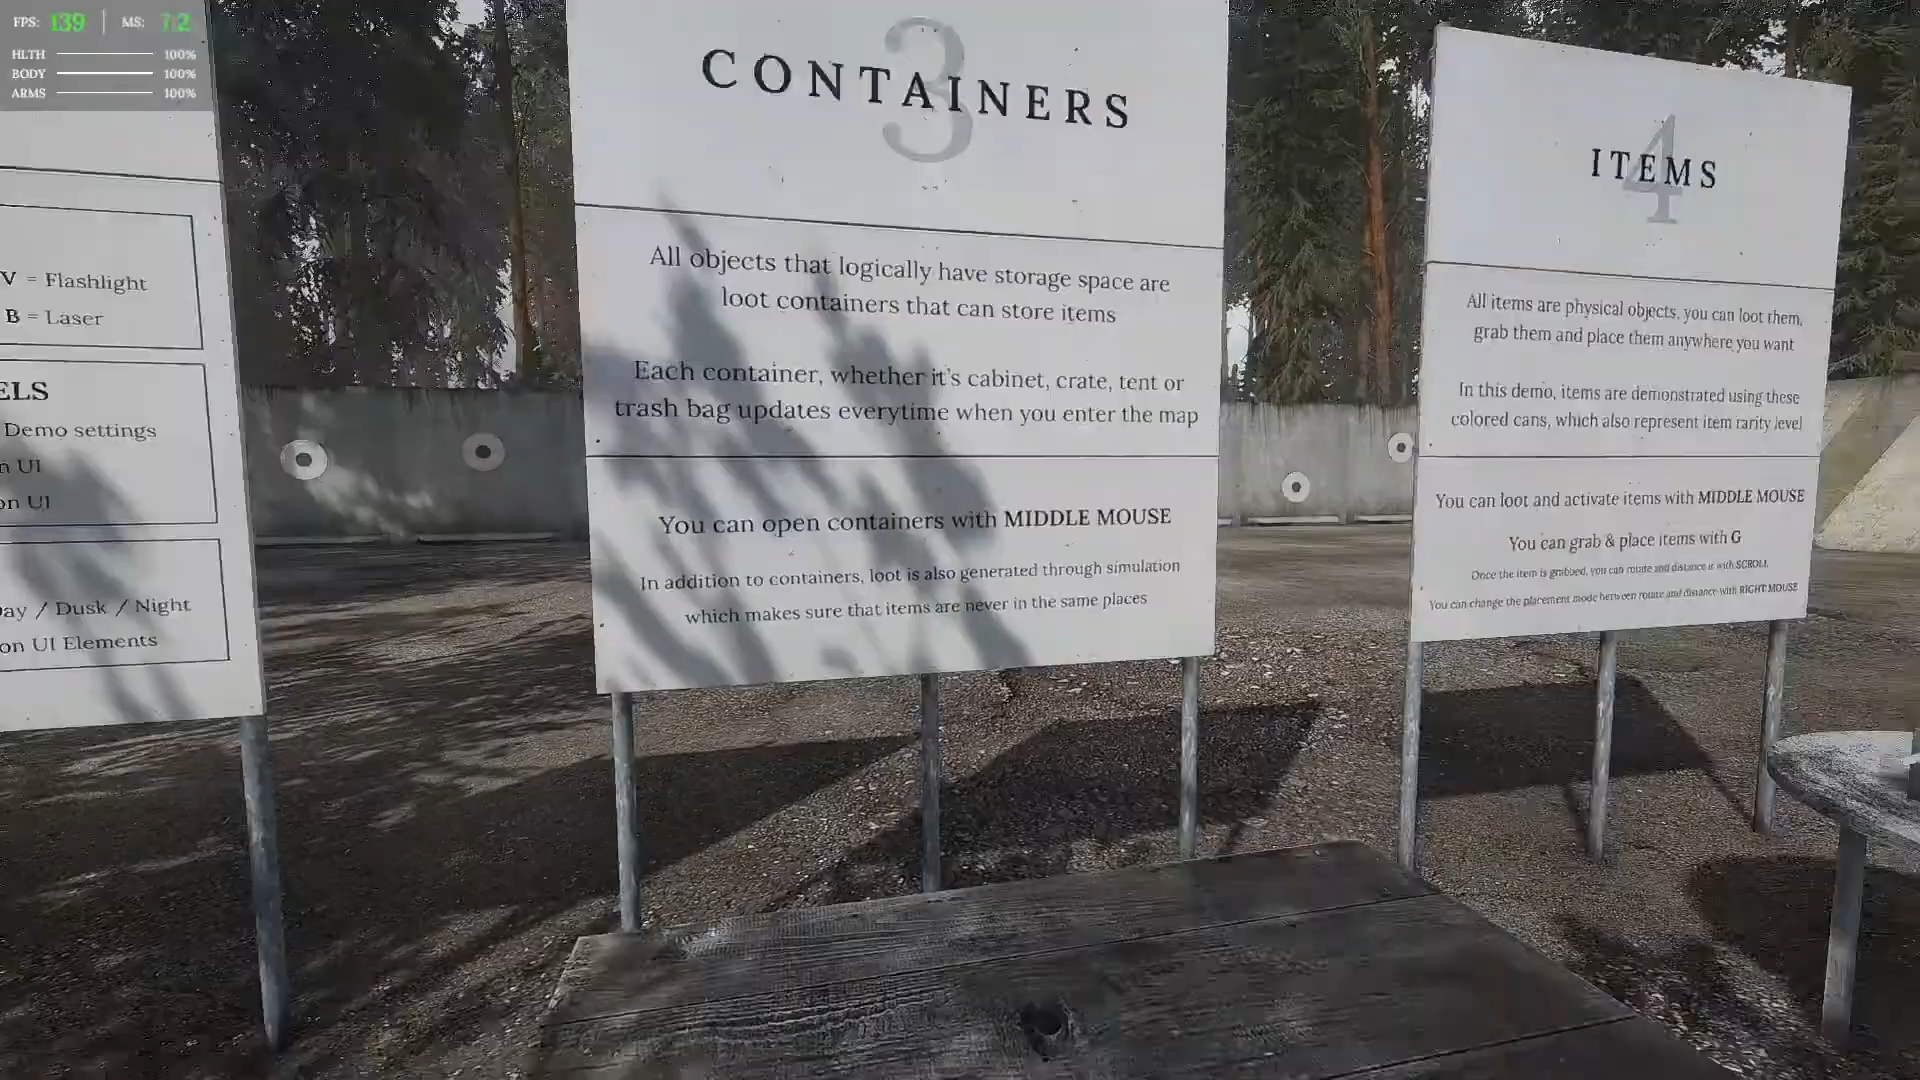 FPS: 139 | MS: 7.2
HLTH 100%
BODY 100%
ARMS 100%
V = Flashlight
B = Laser
ELS
Demo settings
n UI
on UI
Day / Dusk / Night
on UI Elements
3
CONTAINERS
All objects that logically have storage space are
loot containers that can store items
Each container, whether it's cabinet, crate, tent or
trash bag updates everytime when you enter the map
You can open containers with MIDDLE MOUSE
In addition to containers, loot is also generated through simulation
which makes sure that items are never in the same places
4
ITEMS
All items are physical objects, you can loot them,
grab them and place them anywhere you want
In this demo, items are demonstrated using these
colored cans, which also represent item rarity level
You can loot and activate items with MIDDLE MOUSE
You can grab & place items with G
Once the item is grabbed, you can rotate and distance it with SCROLL
You can change the placement mode between rotate and distance with RIGHT MOUSE